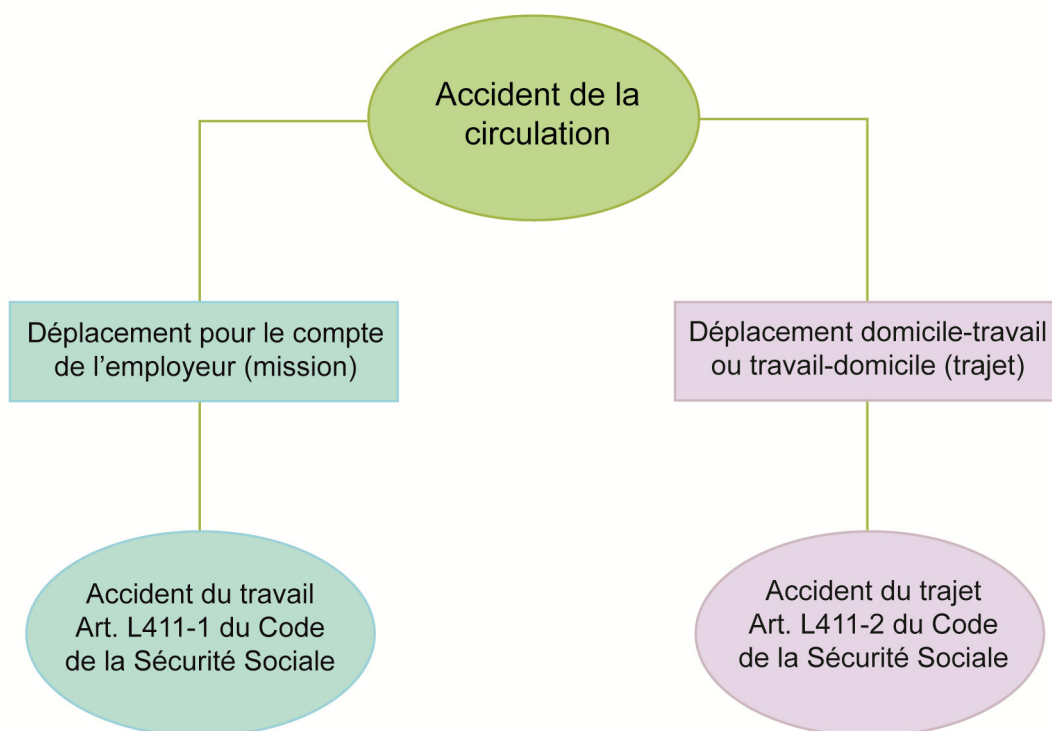 Accident de la
circulation
Déplacement pour le compte
de l’employeur (mission)
Déplacement domicile-travail
ou travail-domicile (trajet)
Accident du travail
Art. L411-1 du Code
de la Sécurité Sociale
Accident du trajet
Art. L411-2 du Code
de la Sécurité Sociale